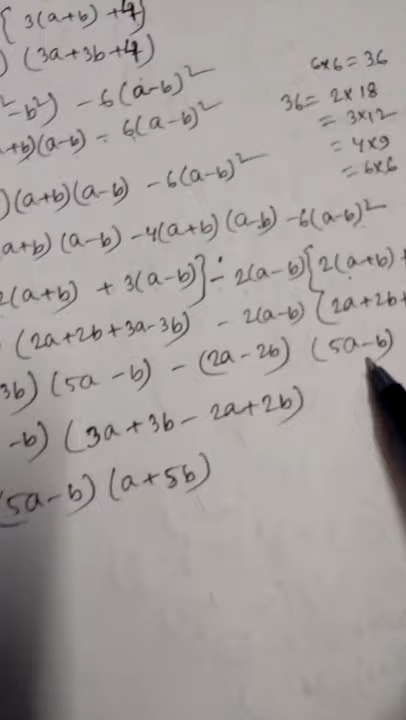 { 3(a+b) +4}
) (3a+3b+4)
²-b²) - 6(a-b)²
+b)(a-b) - 6(a-b)²
)(a+b)(a-b) - 6(a-b)²
a+b) (a-b) -4(a+b) (a-b) -6(a-b)²
2(a+b) + 3(a-b)} - 2(a-b){2(a+b)+
(2a+2b+3a-3b) - 2(a-b) (2a+2b+
3b) (5a-b) - (2a-2b) (5a-b)
-b) (3a+3b-2a+2b)
(5a-b) (a+5b)
6×6=36
36= 2×18
= 3×12
= 4×9
= 6×6